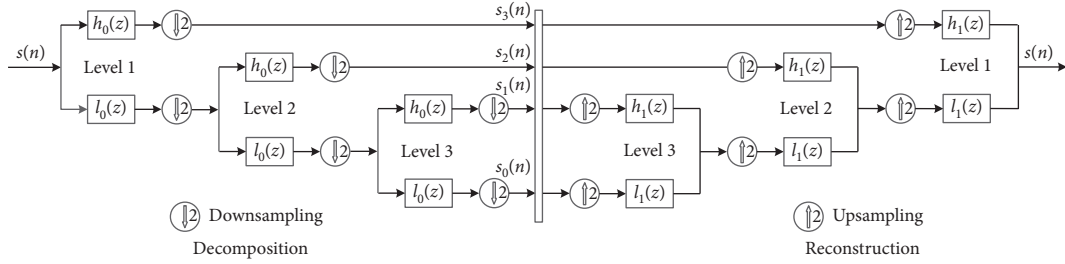 s(n)
h₀(z)
2
Level 1
l₀(z)
2
h₀(z)
2
Level 2
l₀(z)
2
h₀(z)
2
Level 3
l₀(z)
2
s₃(n)
s₂(n)
s₁(n)
s₀(n)
2
h₁(z)
Level 3
2
l₁(z)
2
h₁(z)
Level 2
2
l₁(z)
2
h₁(z)
Level 1
2
l₁(z)
s(n)
2 Downsampling
Decomposition
2 Upsampling
Reconstruction